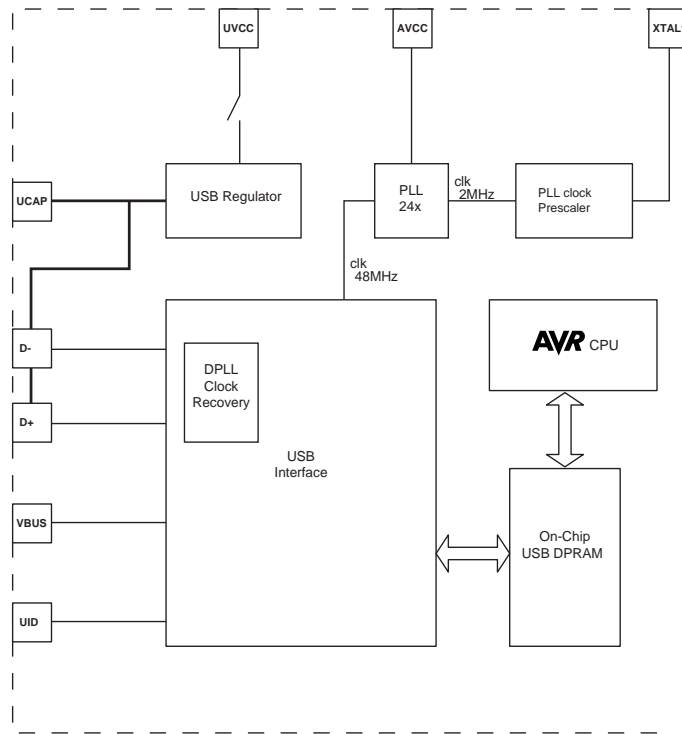 UVCC
AVCC
XTAL1
UCAP
USB Regulator
PLL
24x
clk
2MHz
PLL clock
Prescaler
clk
48MHz
D-
D+
DPLL
Clock
Recovery
USB
Interface
AVR CPU
VBUS
On-Chip
USB DPRAM
UID